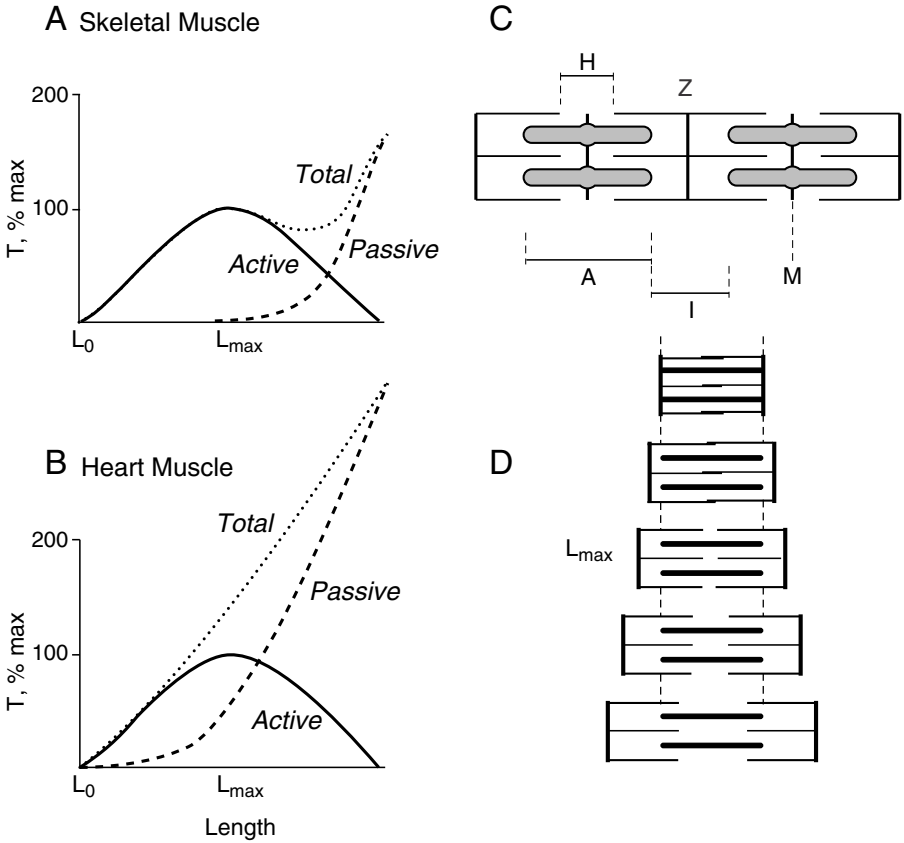 A Skeletal Muscle
200
100
T, % max
Total
Active
Passive
L0
Lmax
B Heart Muscle
200
100
T, % max
Total
Passive
Active
L0
Lmax
Length
C
H
Z
A
M
I
D
Lmax